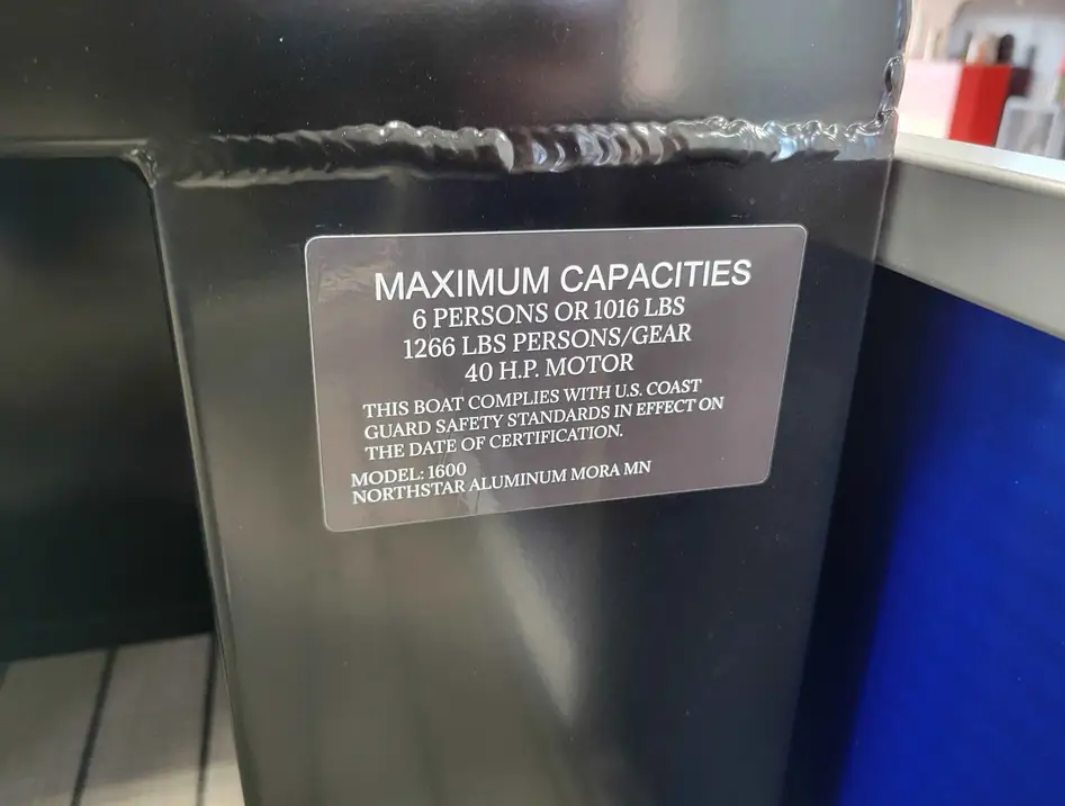 MAXIMUM CAPACITIES
6 PERSONS OR 1016 LBS
1266 LBS PERSONS/GEAR
40 H.P. MOTOR
THIS BOAT COMPLIES WITH U.S. COAST
GUARD SAFETY STANDARDS IN EFFECT ON
THE DATE OF CERTIFICATION.
MODEL: 1600
NORTHSTAR ALUMINUM MORA MN